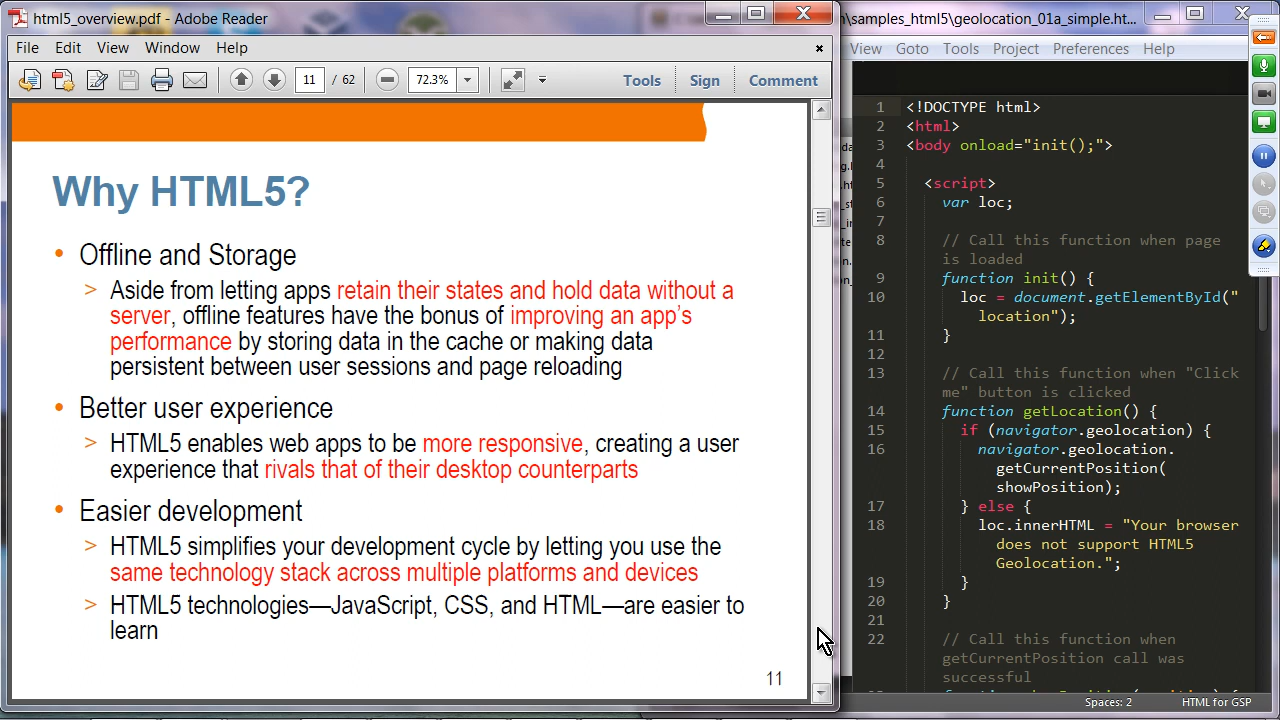 html5_overview.pdf - Adobe Reader
File Edit View Window Help
11 / 62 72.3% Tools Sign Comment
Why HTML5?
• Offline and Storage
> Aside from letting apps retain their states and hold data without a
server, offline features have the bonus of improving an app's
performance by storing data in the cache or making data
persistent between user sessions and page reloading
• Better user experience
> HTML5 enables web apps to be more responsive, creating a user
experience that rivals that of their desktop counterparts
• Easier development
> HTML5 simplifies your development cycle by letting you use the
same technology stack across multiple platforms and devices
> HTML5 technologies—JavaScript, CSS, and HTML—are easier to
learn
11
\samples_html5\geolocation_01a_simple.ht...
View Goto Tools Project Preferences Help
1 <!DOCTYPE html>
2 <html>
3 <body onload="init();">
4
5 <script>
6 var loc;
7
8 // Call this function when page
is loaded
9 function init() {
10 loc = document.getElementById("
location");
11 }
12
13 // Call this function when "Click
me" button is clicked
14 function getLocation() {
15 if (navigator.geolocation) {
16 navigator.geolocation.
getCurrentPosition(
showPosition);
17 } else {
18 loc.innerHTML = "Your browser
does not support HTML5
Geolocation.";
19 }
20 }
21
22 // Call this function when
getCurrentPosition call was
successful
Spaces: 2 HTML for GSP